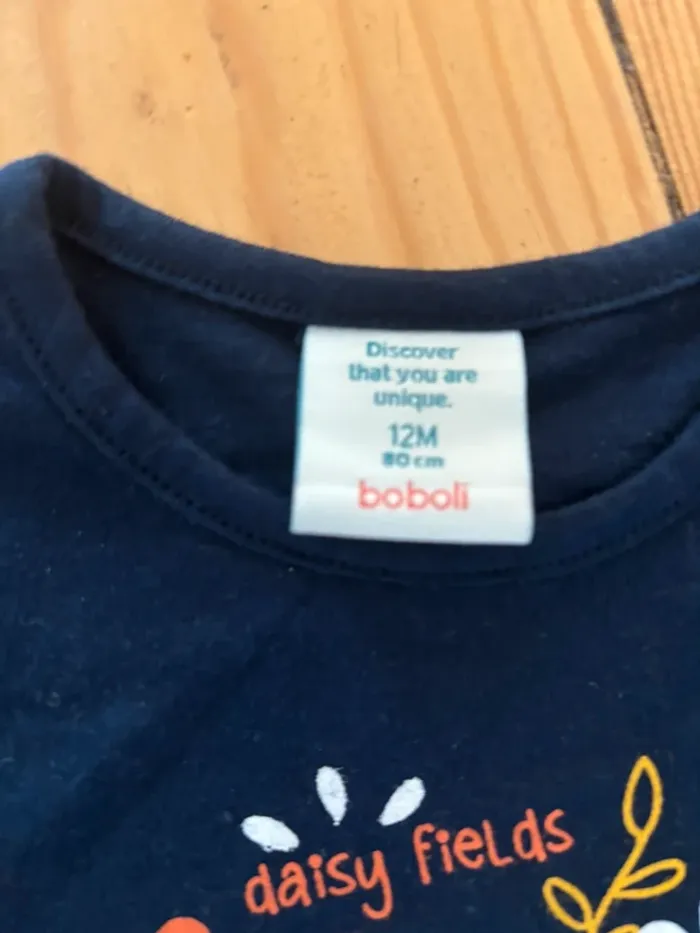 Discover
that you are
unique.
12M
80 cm
boboli
daisy fields